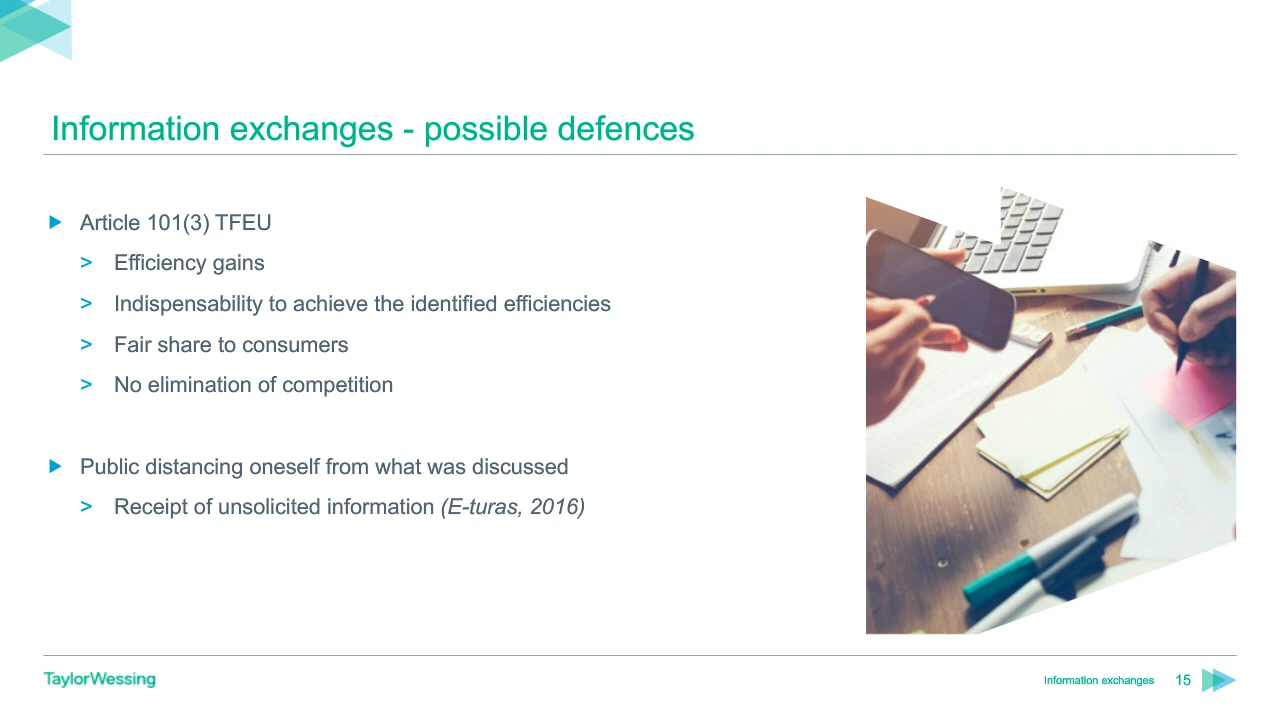 Information exchanges - possible defences
Article 101(3) TFEU
> Efficiency gains
> Indispensability to achieve the identified efficiencies
> Fair share to consumers
> No elimination of competition
Public distancing oneself from what was discussed
> Receipt of unsolicited information (E-turas, 2016)
TaylorWessing
Information exchanges 15